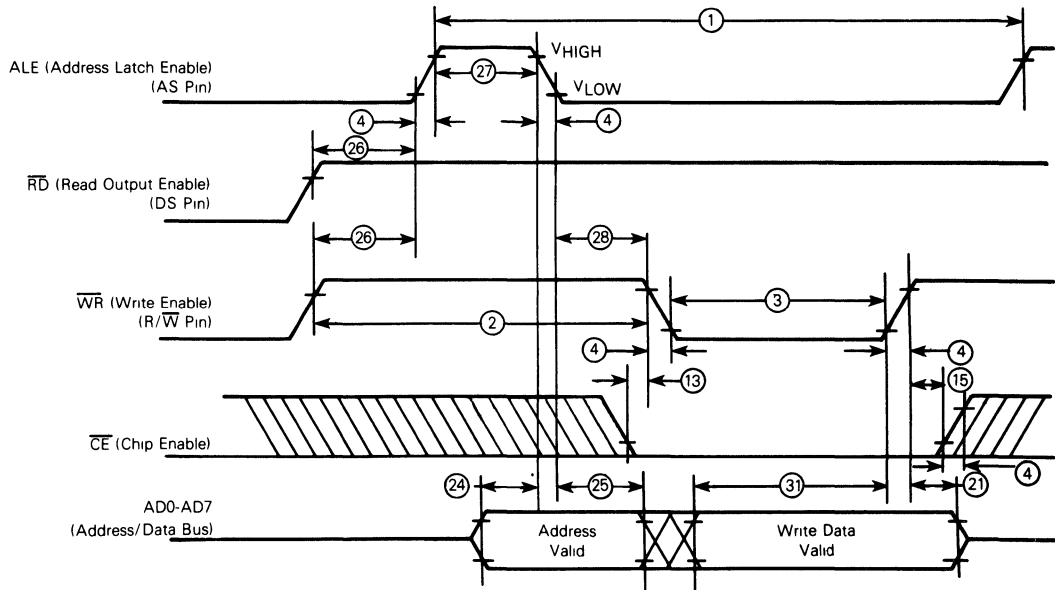 1
ALE (Address Latch Enable)
(AS Pin)
27
VHIGH
VLOW
4
4
26
RD (Read Output Enable)
(DS Pin)
26
28
WR (Write Enable)
(R/W Pin)
3
2
4
4
13
15
CE (Chip Enable)
4
24
25
31
21
AD0-AD7
(Address/Data Bus)
Address
Valid
Write Data
Valid